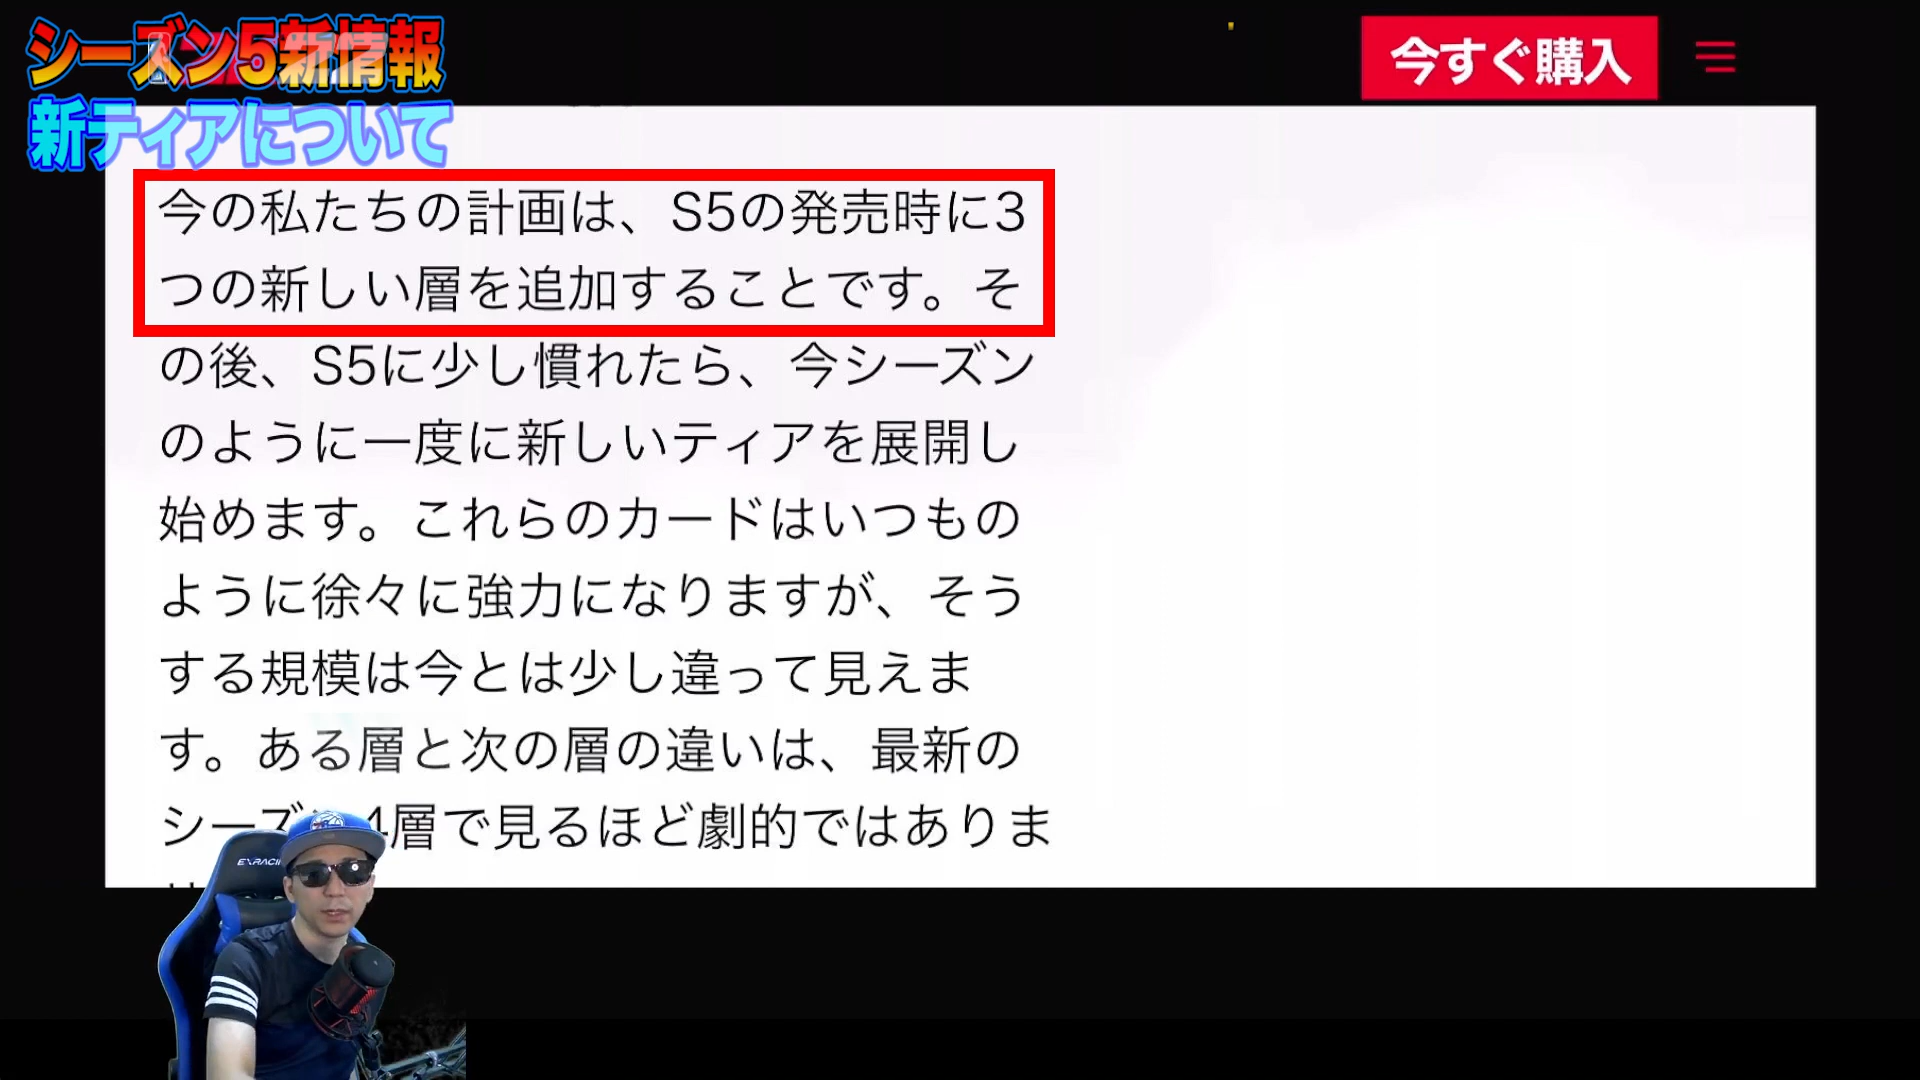 シーズン5新情報
新ティアについて
今すぐ購入
今の私たちの計画は、S5の発売時に3
つの新しい層を追加することです。そ
の後、S5に少し慣れたら、今シーズン
のように一度に新しいティアを展開し
始めます。これらのカードはいつもの
ように徐々に強力になりますが、そう
する規模は今とは少し違って見えま
す。ある層と次の層の違いは、最新の
シーズン4層で見るほど劇的ではありま
EXRACI